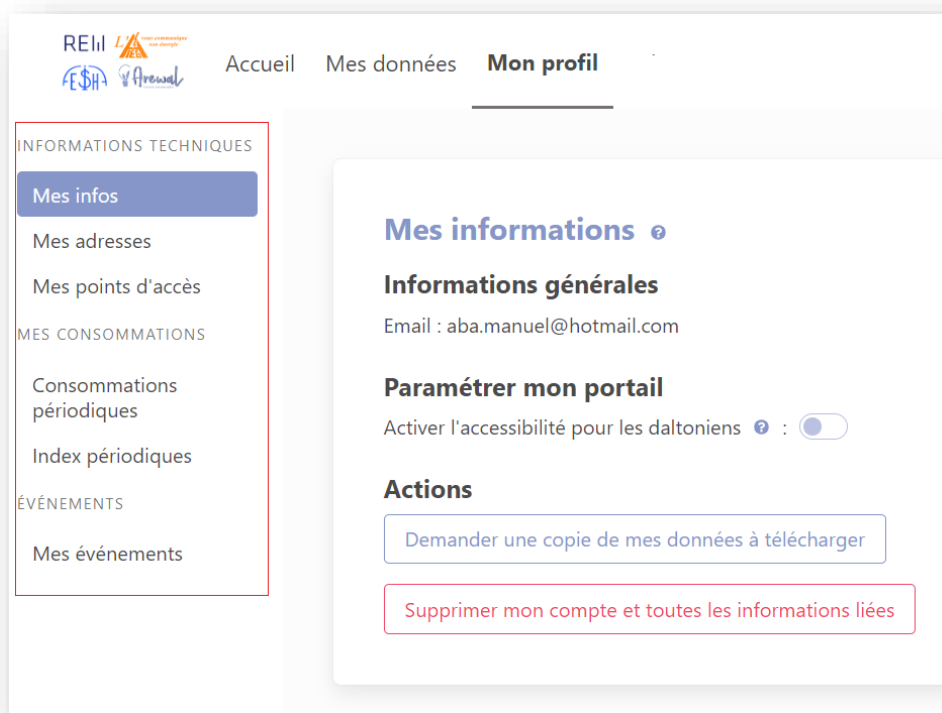 REW
Accueil
Mes données
Mon profil
AESH
Arewal
INFORMATIONS TECHNIQUES
Mes infos
Mes adresses
Mes points d'accès
MES CONSOMMATIONS
Consommations
périodiques
Index périodiques
ÉVÉNEMENTS
Mes événements
Mes informations ?
Informations générales
Email : aba.manuel@hotmail.com
Paramétrer mon portail
Activer l'accessibilité pour les daltoniens ? :
Actions
Demander une copie de mes données à télécharger
Supprimer mon compte et toutes les informations liées